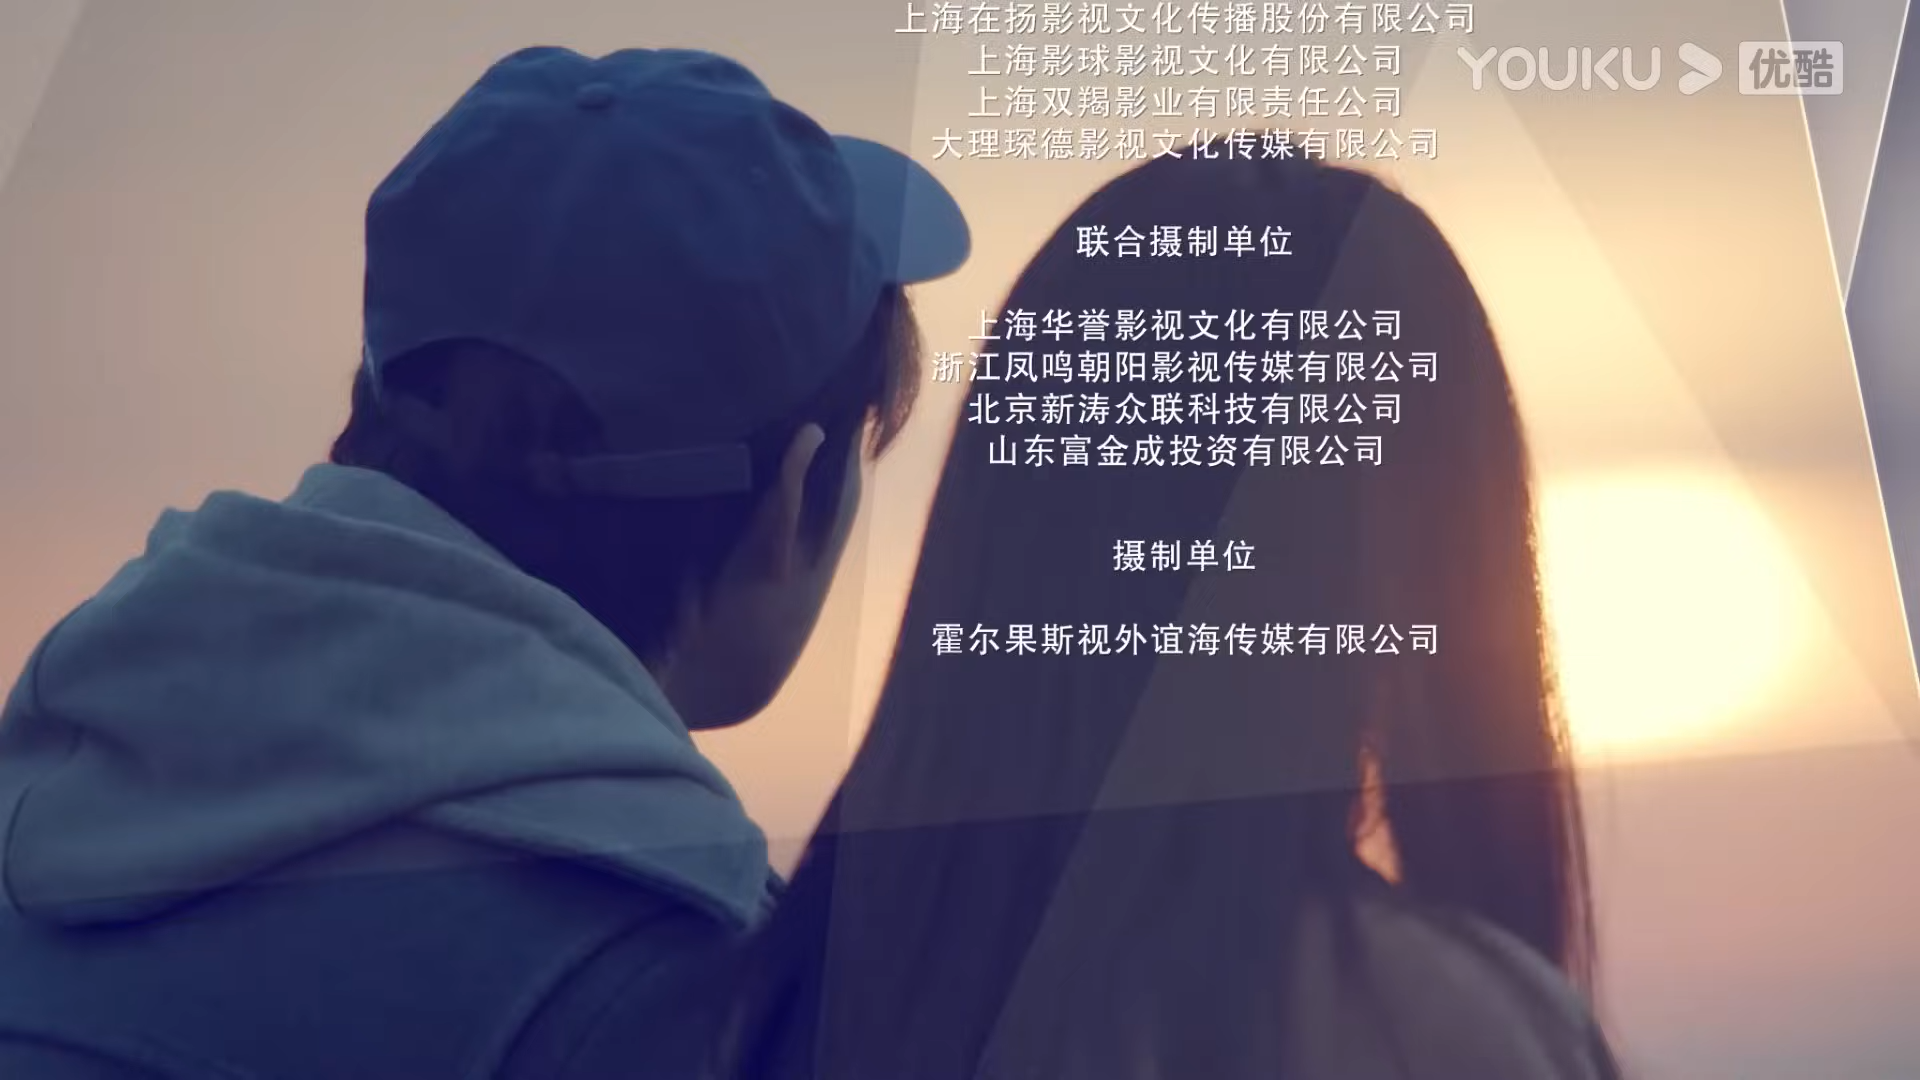 上海在扬影视文化传播股份有限公司
上海影球影视文化有限公司
YOUKU 优酷
上海双羯影业有限责任公司
大理琛德影视文化传媒有限公司
联合摄制单位
上海华誉影视文化有限公司
浙江凤鸣朝阳影视传媒有限公司
北京新涛众联科技有限公司
山东富金成投资有限公司
摄制单位
霍尔果斯视外谊海传媒有限公司